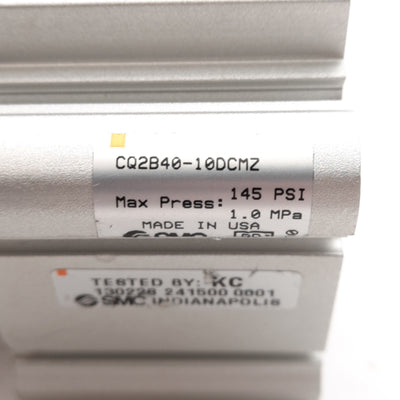 CQ2B40-10DCMZ
Max Press: 145 PSI
1.0 MPa
MADE IN USA
SMC
TESTED BY: KC
130226 241500 0001
SMC INDIANAPOLIS